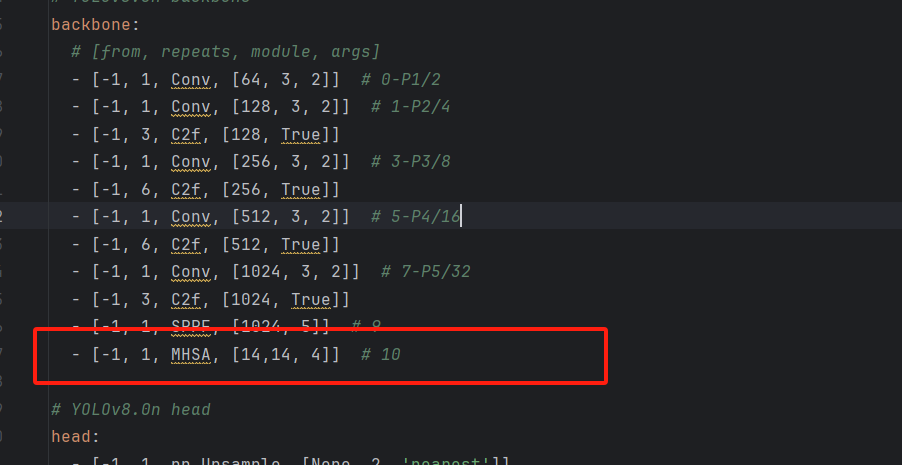 backbone:
# [from, repeats, module, args]
- [-1, 1, Conv, [64, 3, 2]]  # 0-P1/2
- [-1, 1, Conv, [128, 3, 2]]  # 1-P2/4
- [-1, 3, C2f, [128, True]]
- [-1, 1, Conv, [256, 3, 2]]  # 3-P3/8
- [-1, 6, C2f, [256, True]]
- [-1, 1, Conv, [512, 3, 2]]  # 5-P4/16
- [-1, 6, C2f, [512, True]]
- [-1, 1, Conv, [1024, 3, 2]]  # 7-P5/32
- [-1, 3, C2f, [1024, True]]
- [-1, 1, SPPF, [1024, 5]]  # 9
- [-1, 1, MHSA, [14,14, 4]]  # 10
# YOLOv8.0n head
head:
- [-1, 1, nn.Upsample, [None, 2, 'nearest']]